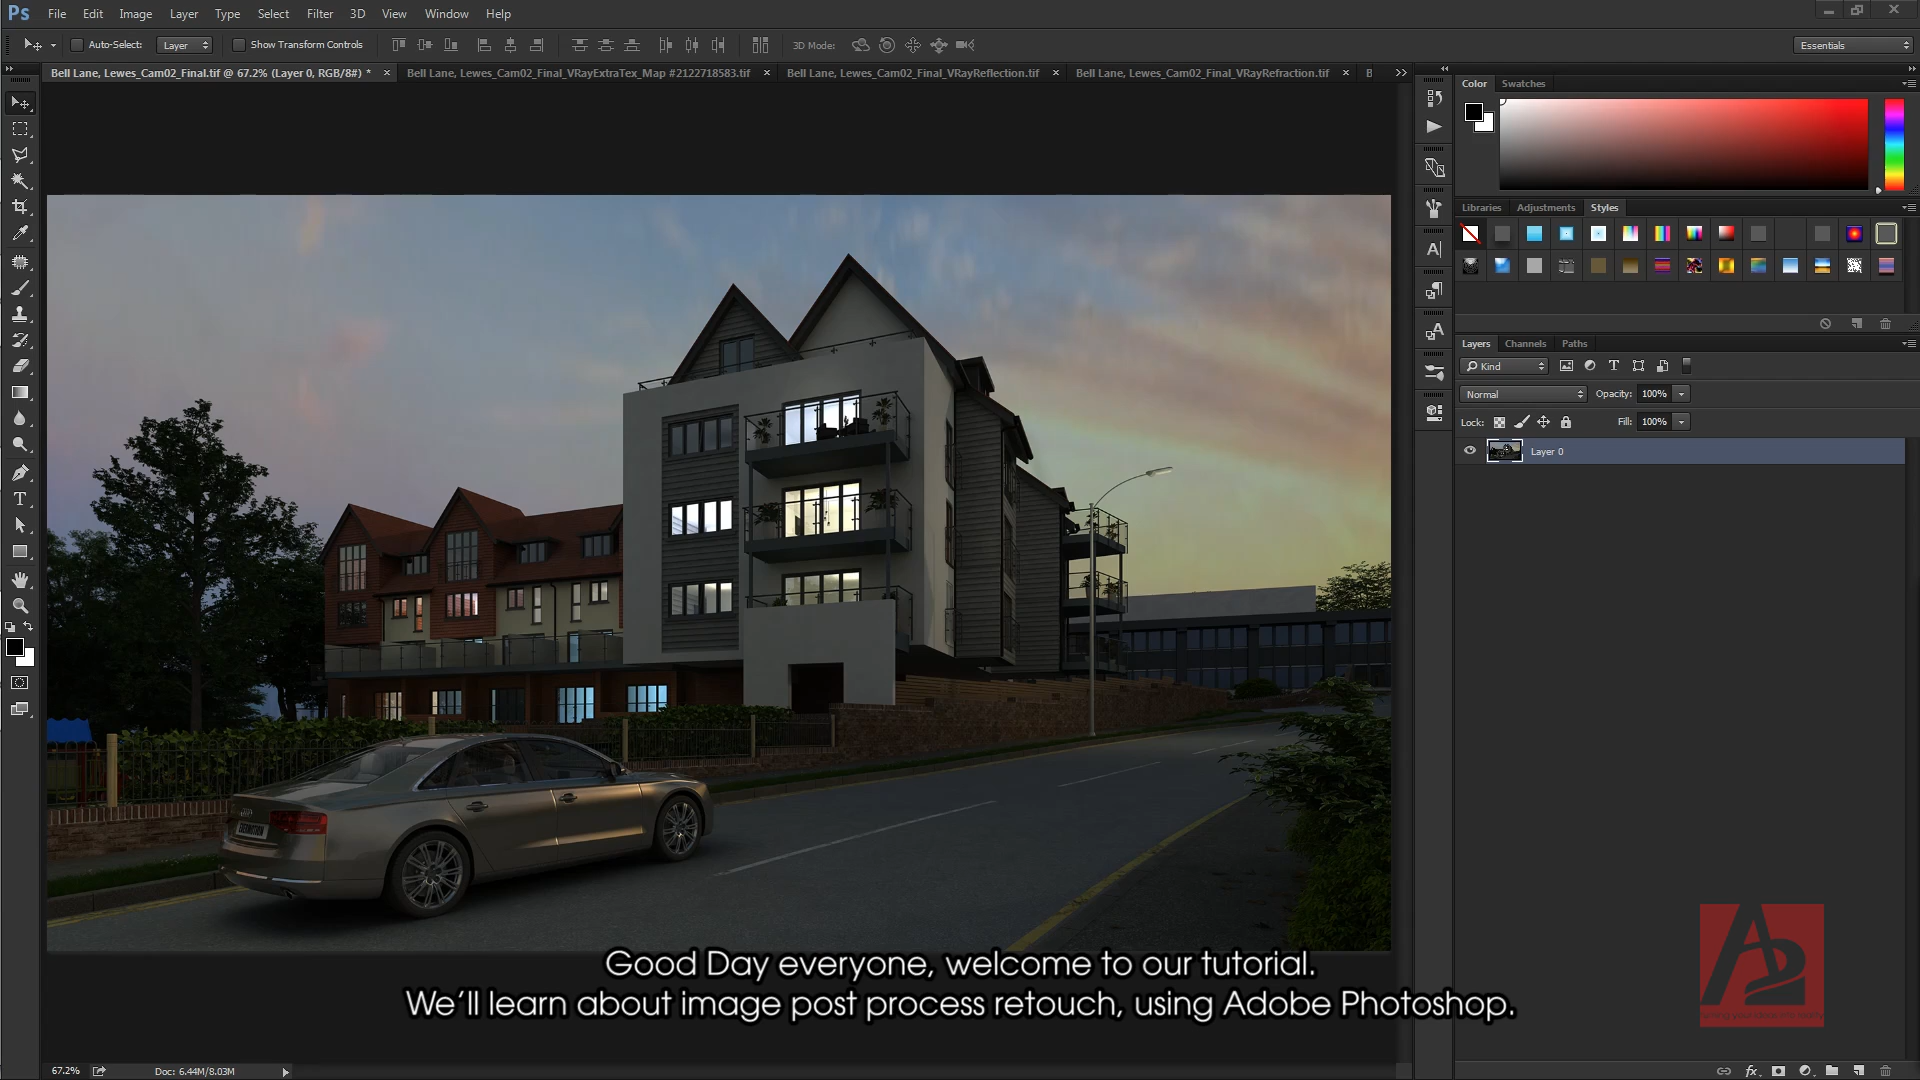 Ps File Edit Image Layer Type Select Filter 3D View Window Help
Auto-Select: Layer Show Transform Controls 3D Mode: Essentials
Bell Lane, Lewes_Cam02_Final.tif @ 67.2% (Layer 0, RGB/8#) * × Bell Lane, Lewes_Cam02_Final_VRayExtraTex_Map #2122718583.tif × Bell Lane, Lewes_Cam02_Final_VRayReflection.tif × Bell Lane, Lewes_Cam02_Final_VRayRefraction.tif × B
Color Swatches
Libraries Adjustments Styles
Layers Channels Paths
Kind
Normal Opacity: 100%
Lock: Fill: 100%
Layer 0
Good Day everyone, welcome to our tutorial.
We'll learn about image post process retouch, using Adobe Photoshop.
67.2% Doc: 6.44M/8.03M